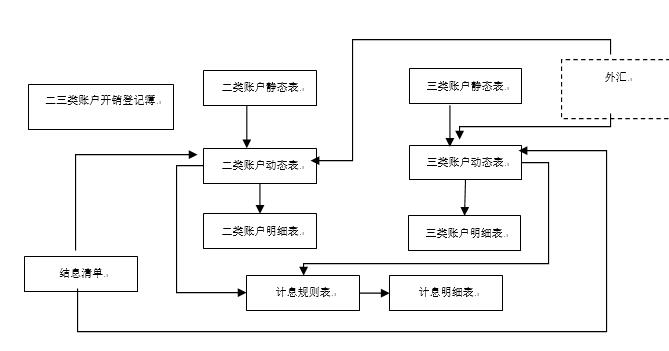 外汇
二类账户静态表
三类账户静态表
二三类账户开销登记簿
二类账户动态表
三类账户动态表
二类账户明细表
三类账户明细表
结息清单
计息规则表
计息明细表